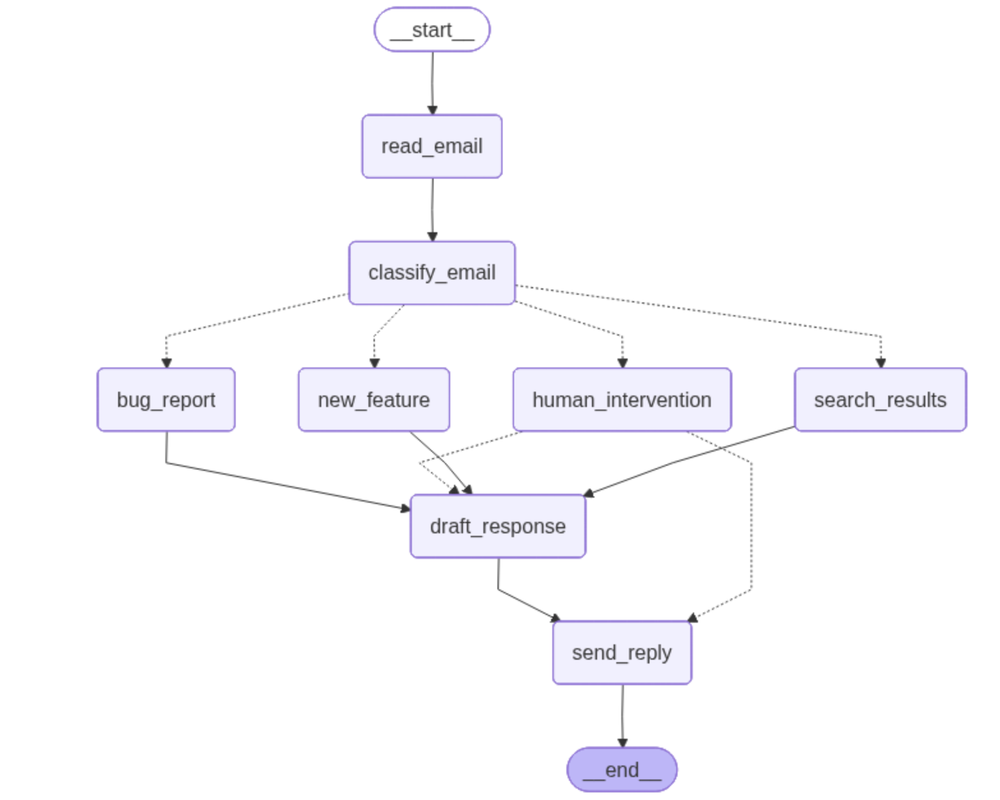 __start__
read_email
classify_email
bug_report
new_feature
human_intervention
search_results
draft_response
send_reply
__end__